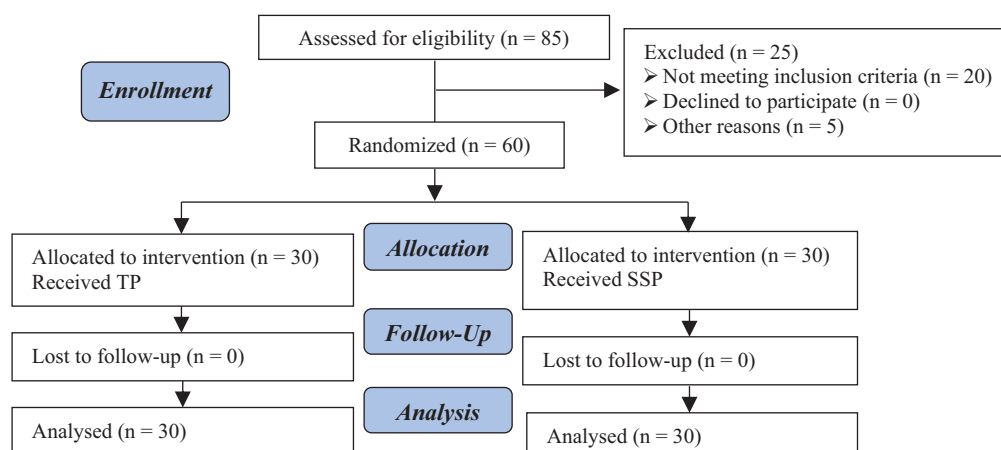 Assessed for eligibility (n = 85)
Excluded (n = 25)
➢ Not meeting inclusion criteria (n = 20)
➢ Declined to participate (n = 0)
➢ Other reasons (n = 5)
Enrollment
Randomized (n = 60)
Allocated to intervention (n = 30)
Received TP
Allocation
Allocated to intervention (n = 30)
Received SSP
Follow-Up
Lost to follow-up (n = 0)
Lost to follow-up (n = 0)
Analysis
Analysed (n = 30)
Analysed (n = 30)